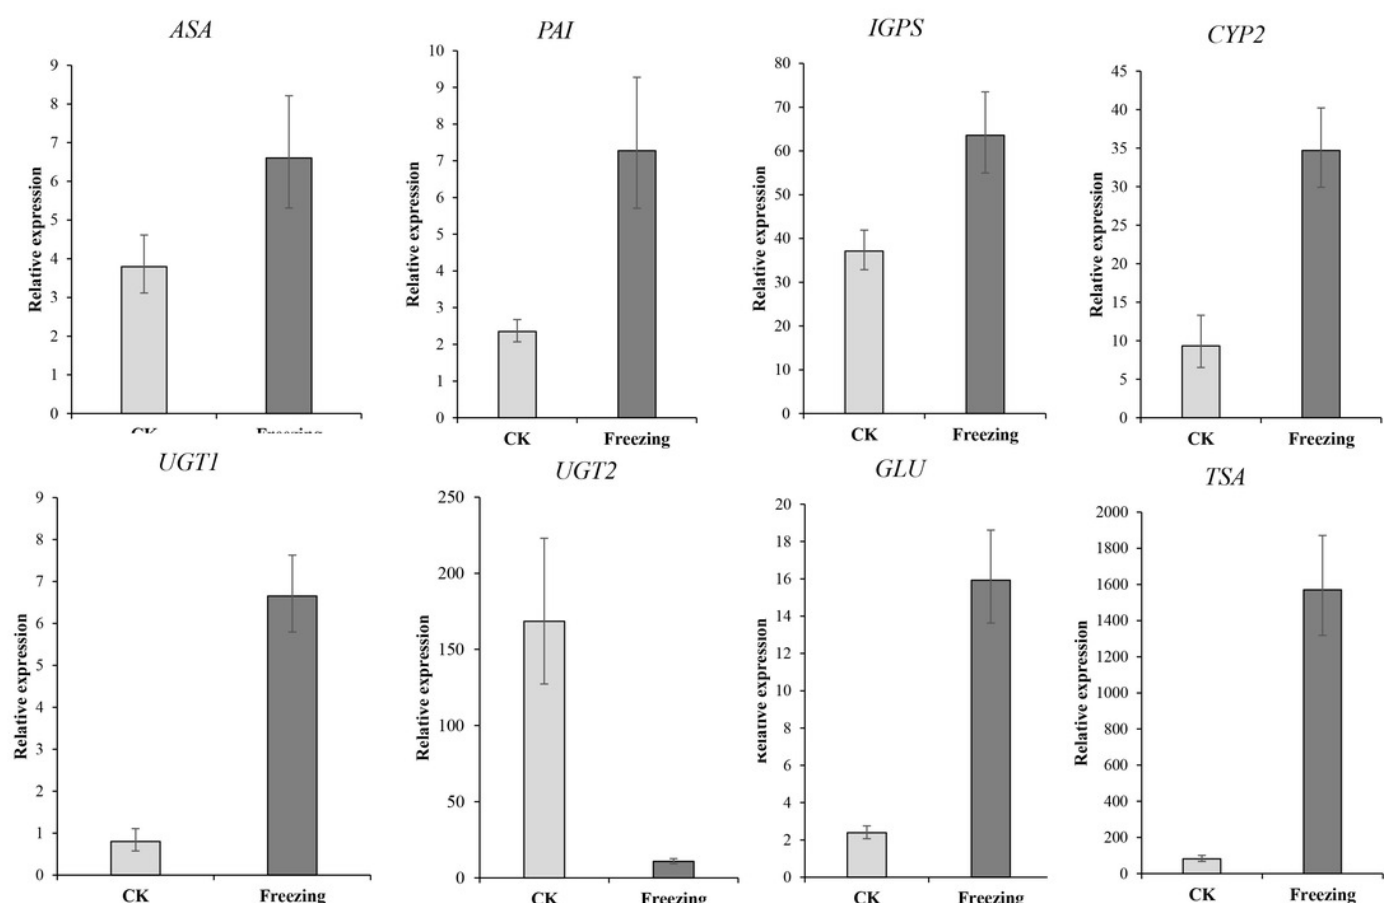 ASA
PAI
IGPS
CYP2
Relative expression
9
8
7
6
5
4
3
2
1
0
CK
Freezing
Relative expression
10
9
8
7
6
5
4
3
2
1
0
CK
Freezing
Relative expression
80
70
60
50
40
30
20
10
0
CK
Freezing
Relative expression
45
40
35
30
25
20
15
10
5
0
CK
Freezing
UGT1
UGT2
GLU
TSA
Relative expression
9
8
7
6
5
4
3
2
1
0
CK
Freezing
Relative expression
250
200
150
100
50
0
CK
Freezing
Relative expression
20
18
16
14
12
10
8
6
4
2
0
CK
Freezing
Relative expression
2000
1800
1600
1400
1200
1000
800
600
400
200
0
CK
Freezing